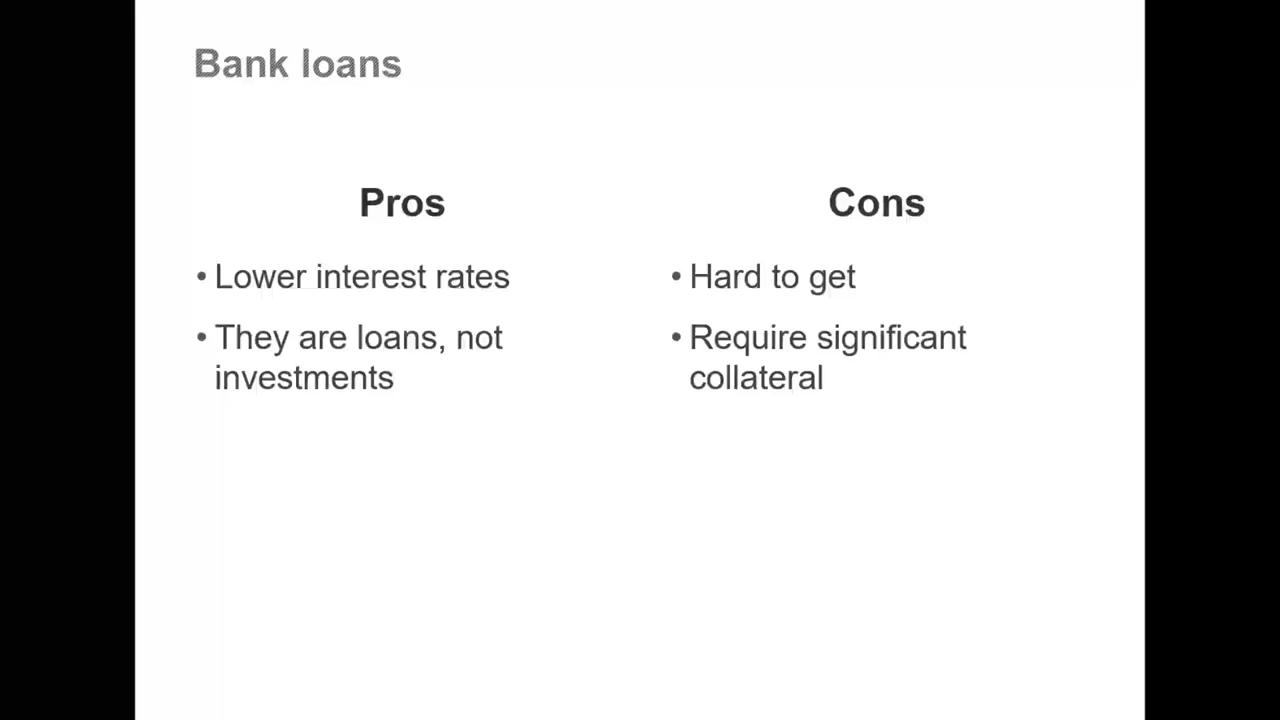 Bank loans
Pros
• Lower interest rates
• They are loans, not
investments
Cons
• Hard to get
• Require significant
collateral